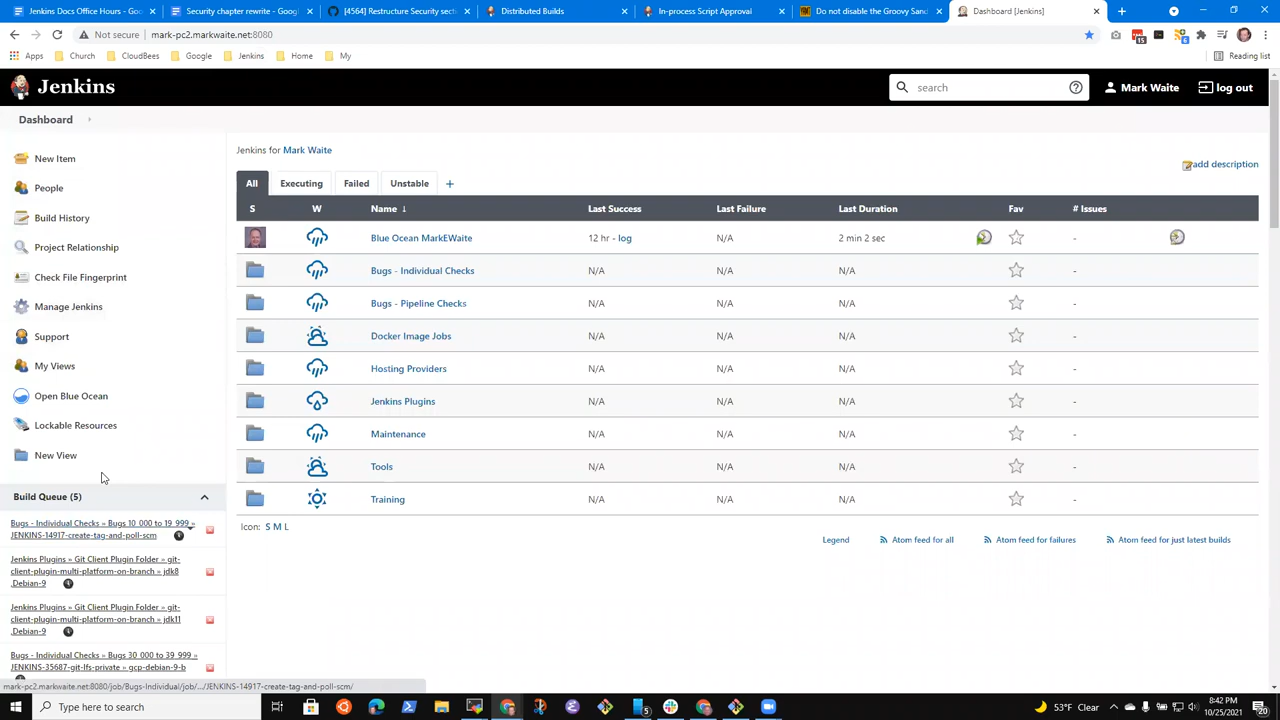 Jenkins Docs Office Hours - Goo
Security chapter rewrite - Googl
[4564] Restructure Security sect
Distributed Builds
In-process Script Approval
Do not disable the Groovy Sand
Dashboard [Jenkins]
Not secure | mark-pc2.markwaite.net:8080
Apps Church CloudBees Google Jenkins Home My Reading list
Jenkins
search
Mark Waite
log out
Dashboard
New Item
People
Build History
Project Relationship
Check File Fingerprint
Manage Jenkins
Support
My Views
Open Blue Ocean
Lockable Resources
New View
Build Queue (5)
Bugs - Individual Checks » Bugs 10 000 to 19 999 »
JENKINS-14917-create-tag-and-poll-scm
Jenkins Plugins » Git Client Plugin Folder » git-
client-plugin-multi-platform-on-branch » jdk8
,Debian-9
Jenkins Plugins » Git Client Plugin Folder » git-
client-plugin-multi-platform-on-branch » jdk11
,Debian-9
Bugs - Individual Checks » Bugs 30 000 to 39 999 »
JENKINS-35687-git-lfs-private » gcp-debian-9-b
Jenkins for Mark Waite
add description
All Executing Failed Unstable +
S W Name ↓ Last Success Last Failure Last Duration Fav # Issues
Blue Ocean MarkEWaite 12 hr - log N/A 2 min 2 sec -
Bugs - Individual Checks N/A N/A N/A -
Bugs - Pipeline Checks N/A N/A N/A -
Docker Image Jobs N/A N/A N/A -
Hosting Providers N/A N/A N/A -
Jenkins Plugins N/A N/A N/A -
Maintenance N/A N/A N/A -
Tools N/A N/A N/A -
Training N/A N/A N/A -
Icon: S M L
Legend Atom feed for all Atom feed for failures Atom feed for just latest builds
mark-pc2.markwaite.net:8080/job/Bugs-Individual/job/.../JENKINS-14917-create-tag-and-poll-scm/
Type here to search
53°F Clear
8:42 PM
10/25/2021